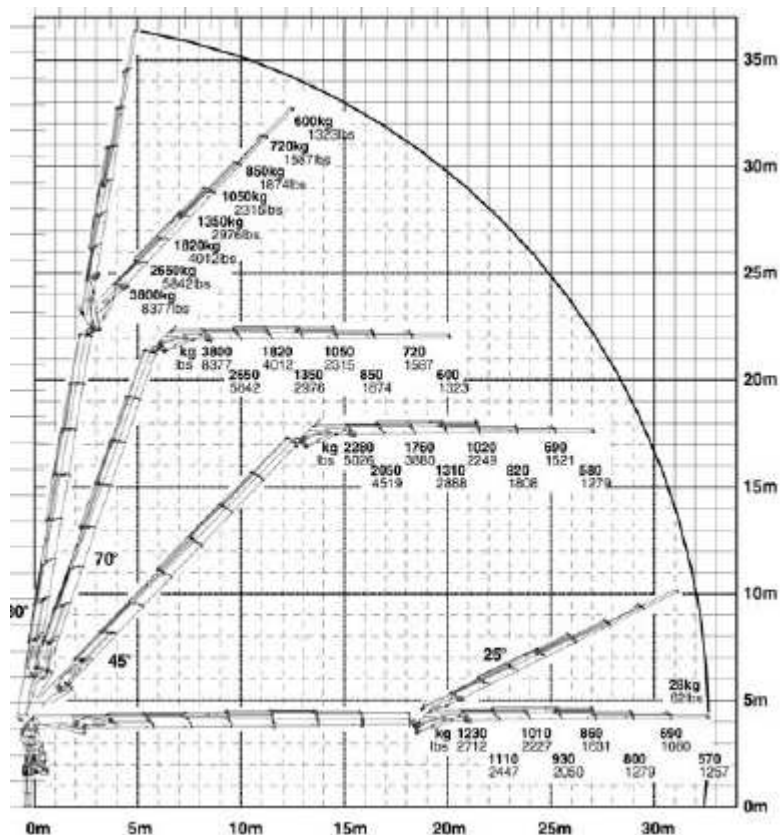 35m
600kg
1323lbs
720kg
1587lbs
850kg
1874lbs
30m
1050kg
2315lbs
1350kg
2976lbs
1820kg
4012lbs
2650kg
5842lbs
25m
3800kg
8377lbs
kg 3800 1820 1050 720
lbs 8377 4012 2315 1587
2650 1350 850 600
5842 2976 1874 1323
20m
kg 2280 1760 1020 690
lbs 5026 3880 2249 1521
2050 1310 820 580
4519 2888 1808 1279
15m
70°
10m
45°
25°
28kg
62lbs
5m
kg 1230 1010 860 690
lbs 2712 2227 1631 1060
1110 930 800 570
2447 2050 1279 1257
0m
0m 5m 10m 15m 20m 25m 30m